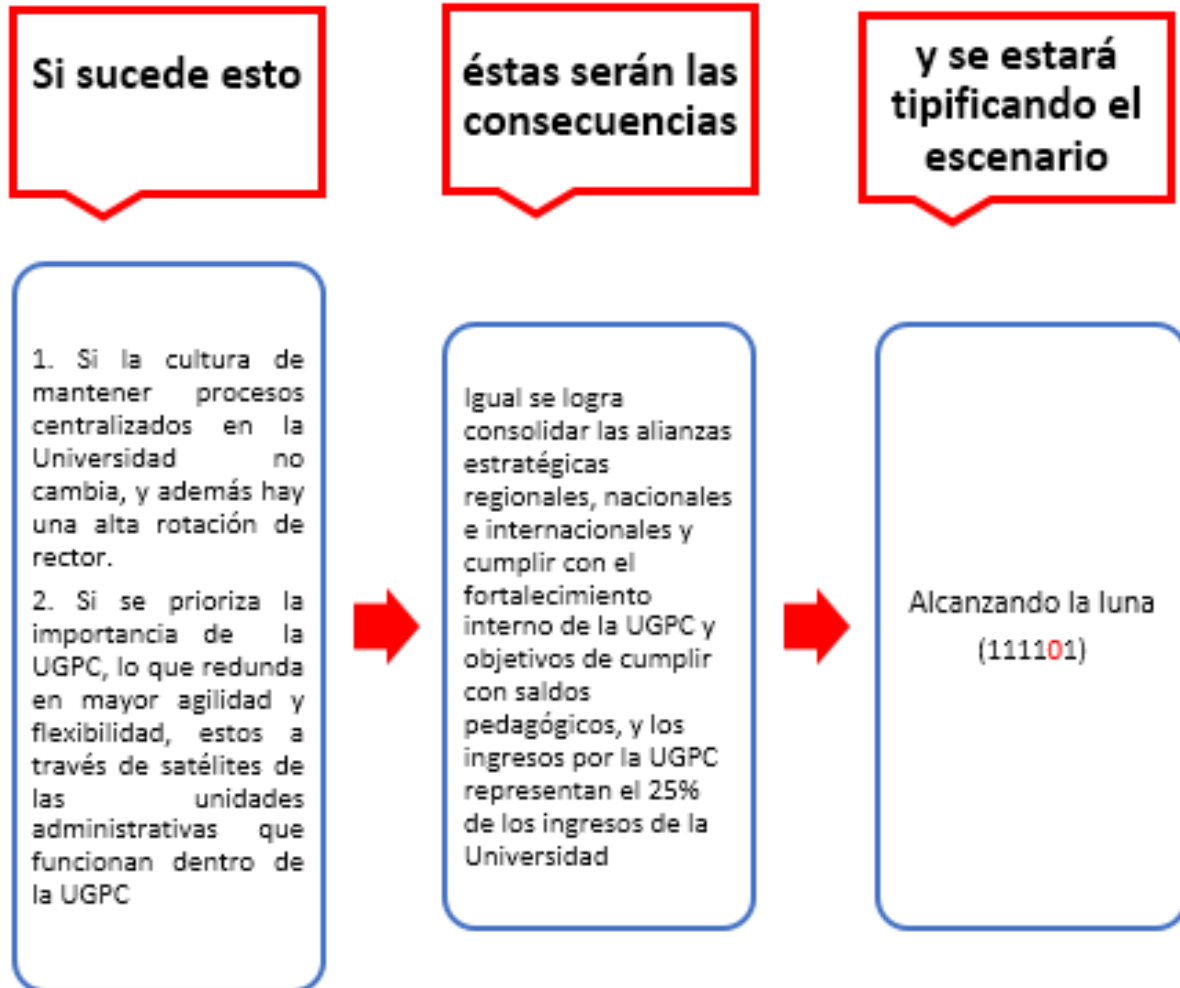 Si sucede esto
éstas serán las
consecuencias
y se estará
tipificando el
escenario
1. Si la cultura de
mantener procesos
centralizados en la
Universidad no
cambia, y además hay
una alta rotación de
rector.
2. Si se prioriza la
importancia de la
UGPC, lo que redunda
en mayor agilidad y
flexibilidad, estos a
través de satélites de
las unidades
administrativas que
funcionan dentro de
la UGPC
Igual se logra
consolidar las alianzas
estratégicas
regionales, nacionales
e internacionales y
cumplir con el
fortalecimiento
interno de la UGPC y
objetivos de cumplir
con saldos
pedagógicos, y los
ingresos por la UGPC
representan el 25%
de los ingresos de la
Universidad
Alcanzando la luna
(111101)